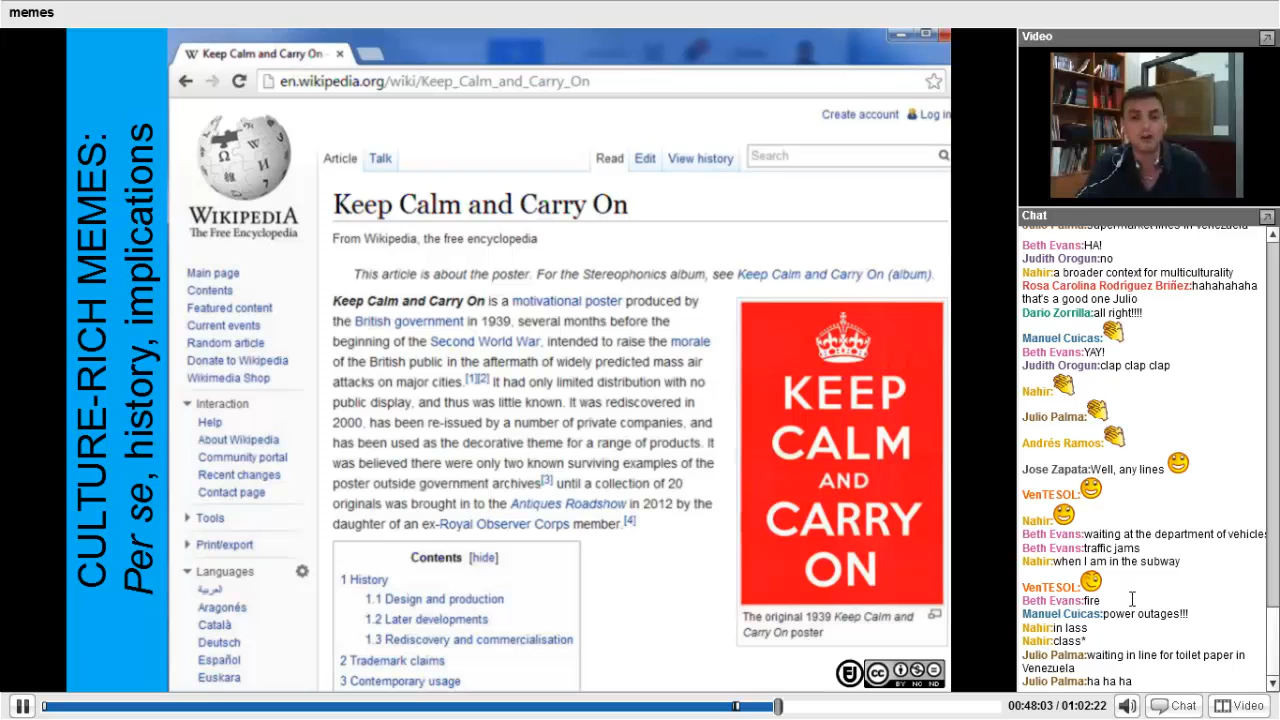 memes
CULTURE-RICH MEMES:
Per se, history, implications
Keep Calm and Carry On
en.wikipedia.org/wiki/Keep_Calm_and_Carry_On
Create account Log in
Article Talk Read Edit View history Search
WIKIPEDIA
The Free Encyclopedia
Main page
Contents
Featured content
Current events
Random article
Donate to Wikipedia
Wikimedia Shop
Interaction
Help
About Wikipedia
Community portal
Recent changes
Contact page
Tools
Print/export
Languages
العربية
Aragonés
Català
Deutsch
Español
Euskara
Keep Calm and Carry On
From Wikipedia, the free encyclopedia
This article is about the poster. For the Stereophonics album, see Keep Calm and Carry On (album).
Keep Calm and Carry On is a motivational poster produced by
the British government in 1939, several months before the
beginning of the Second World War, intended to raise the morale
of the British public in the aftermath of widely predicted mass air
attacks on major cities.[1][2] It had only limited distribution with no
public display, and thus was little known. It was rediscovered in
2000, has been re-issued by a number of private companies, and
has been used as the decorative theme for a range of products. It
was believed there were only two known surviving examples of the
poster outside government archives[3] until a collection of 20
originals was brought in to the Antiques Roadshow in 2012 by the
daughter of an ex-Royal Observer Corps member.[4]
Contents [hide]
1 History
1.1 Design and production
1.2 Later developments
1.3 Rediscovery and commercialisation
2 Trademark claims
3 Contemporary usage
KEEP
CALM
AND
CARRY
ON
The original 1939 Keep Calm and
Carry On poster
BY NC ND
Video
Chat
Julio Palma:supermarket lines in Venezuela
Beth Evans:HA!
Judith Orogun:no
Nahir:a broader context for multiculturality
Rosa Carolina Rodríguez Briñez:hahahahaha
that's a good one Julio
Dario Zorrilla:all right!!!!
Manuel Cuicas:
Beth Evans:YAY!
Judith Orogun:clap clap clap
Nahir:
Julio Palma:
Andrés Ramos:
Jose Zapata:Well, any lines
VenTESOL:
Nahir:
Beth Evans:waiting at the department of vehicles
Beth Evans:traffic jams
Nahir:when I am in the subway
VenTESOL:
Beth Evans:fire
Manuel Cuicas:power outages!!!
Nahir:in lass
Nahir:class*
Julio Palma:waiting in line for toilet paper in
Venezuela
Julio Palma:ha ha ha
00:48:03 / 01:02:22 Chat Video